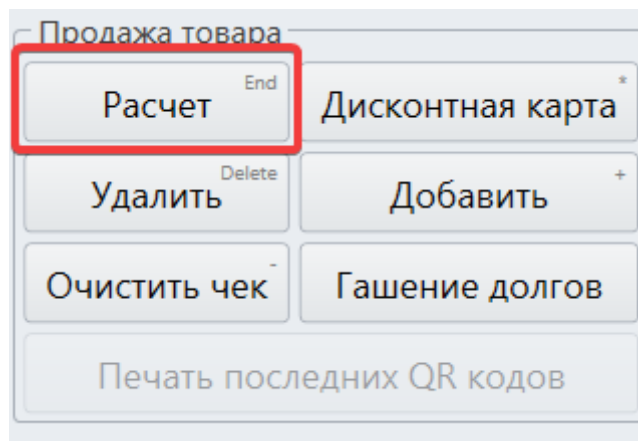 Продажа товара
Расчет End
Дисконтная карта *
Удалить Delete
Добавить +
Очистить чек -
Гашение долгов
Печать последних QR кодов